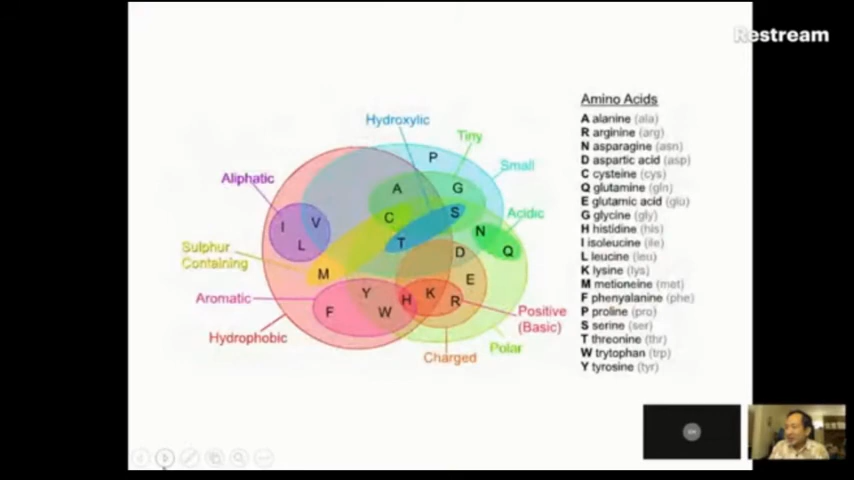 Restream
Amino Acids
A alanine (ala)
R arginine (arg)
N asparagine (asn)
D aspartic acid (asp)
C cysteine (cys)
Q glutamine (gln)
E glutamic acid (glu)
G glycine (gly)
H histidine (his)
I isoleucine (ile)
L leucine (leu)
K lysine (lys)
M metioneine (met)
F phenyalanine (phe)
P proline (pro)
S serine (ser)
T threonine (thr)
W trytophan (trp)
Y tyrosine (tyr)
Hydroxylic
Tiny
P
Small
Aliphatic
A
G
Acidic
I
V
C
S
L
T
N
Q
Sulphur
Containing
M
D
E
Aromatic
Y
H
K
R
F
W
Positive
(Basic)
Hydrophobic
Charged
Polar